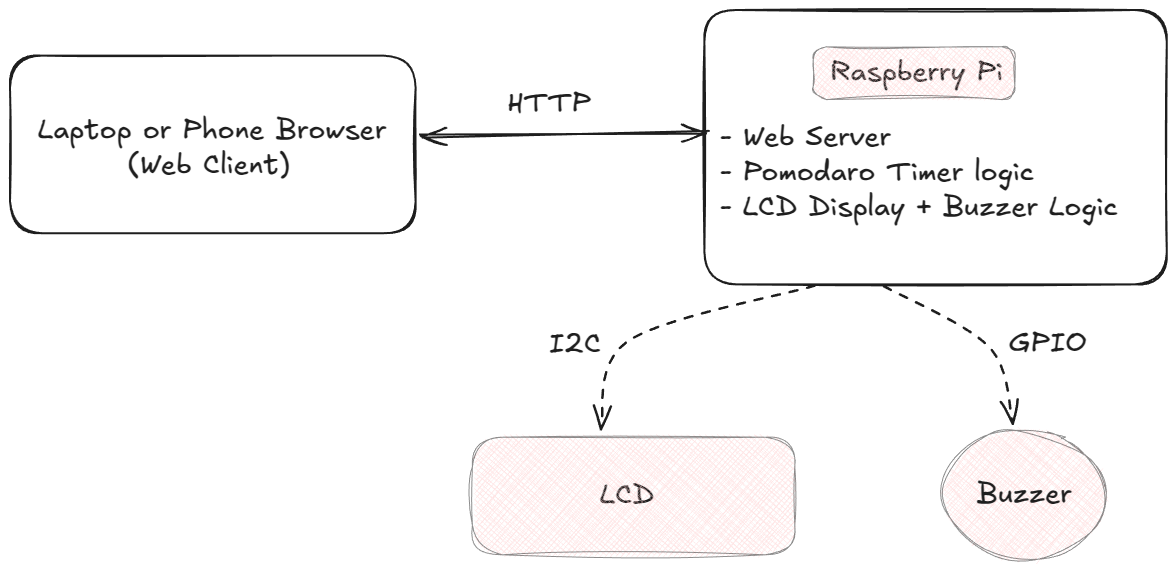 Raspberry Pi
HTTP
Laptop or Phone Browser
(Web Client)
- Web Server
- Pomodaro Timer logic
- LCD Display + Buzzer Logic
I2C
GPIO
LCD
Buzzer